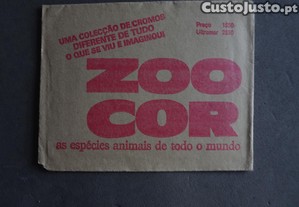 CustoJusto.pt
UMA COLECÇÃO DE CROMOS
DIFERENTE DE TUDO
O QUE SE VIU E IMAGINOU
Preço
Ultramar
ZOO
COR
as espécies animais de todo o mundo